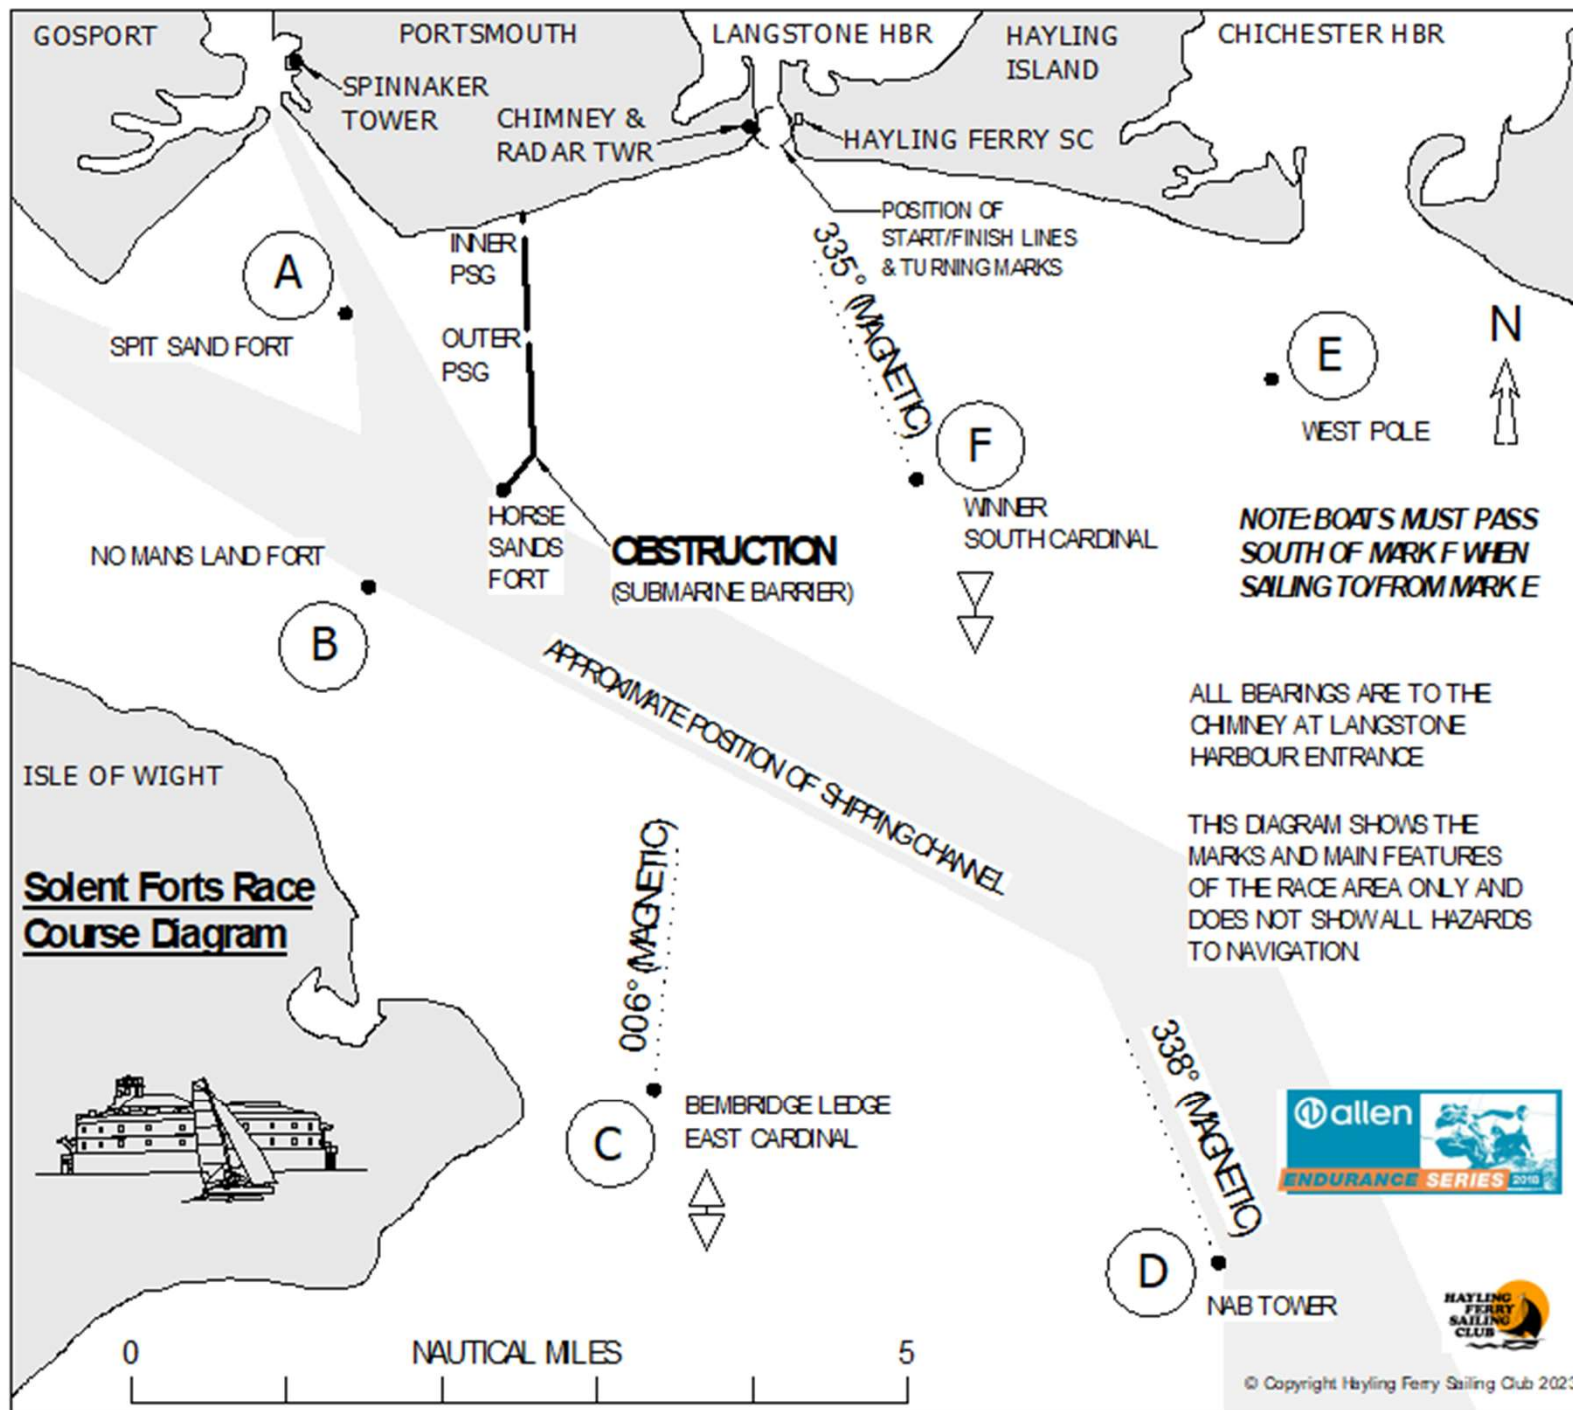 GOSPORT
PORTSMOUTH
LANGSTONE HBR
HAYLING
ISLAND
CHICHESTER HBR
SPINNAKER
TOWER
CHIMNEY &
RADAR TWR
HAYLING FERRY SC
POSITION OF
START/FINISH LINES
& TURNING MARKS
INNER
PSG
335° (MAGNETIC)
A
SPIT SAND FORT
OUTER
PSG
E
WEST POLE
N
F
WINNER
SOUTH CARDINAL
HORSE
SANDS
FORT
OBSTRUCTION
(SUBMARINE BARRIER)
NOTE: BOATS MUST PASS
SOUTH OF MARK F WHEN
SAILING TO/FROM MARK E
NO MANS LAND FORT
B
APPROXIMATE POSITION OF SHIPPING CHANNEL
ALL BEARINGS ARE TO THE
CHIMNEY AT LANGSTONE
HARBOUR ENTRANCE
THIS DIAGRAM SHOWS THE
MARKS AND MAIN FEATURES
OF THE RACE AREA ONLY AND
DOES NOT SHOW ALL HAZARDS
TO NAVIGATION.
ISLE OF WIGHT
Solent Forts Race
Course Diagram
006° (MAGNETIC)
C
BEMBRIDGE LEDGE
EAST CARDINAL
338° (MAGNETIC)
D
NAB TOWER
allen
ENDURANCE SERIES 2018
HAYLING
FERRY
SAILING
CLUB
0
NAUTICAL MILES
5
© Copyright Hayling Ferry Sailing Club 2023